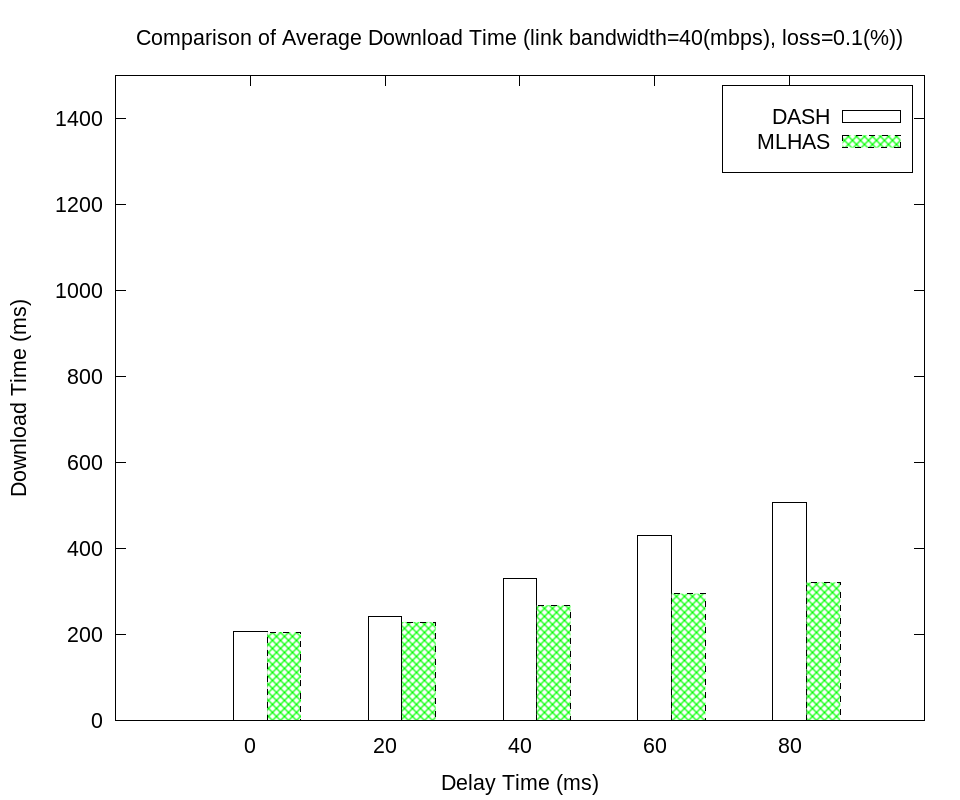 Comparison of Average Download Time (link bandwidth=40(mbps), loss=0.1(%))
DASH
MLHAS
1400
1200
1000
800
600
400
200
0
Download Time (ms)
0 20 40 60 80
Delay Time (ms)